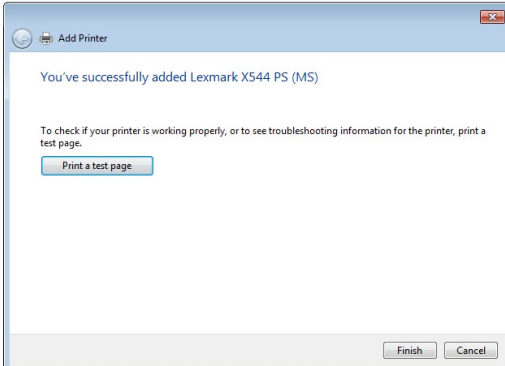 Add Printer
You've successfully added Lexmark X544 PS (MS)
To check if your printer is working properly, or to see troubleshooting information for the printer, print a
test page.
Print a test page
Finish
Cancel